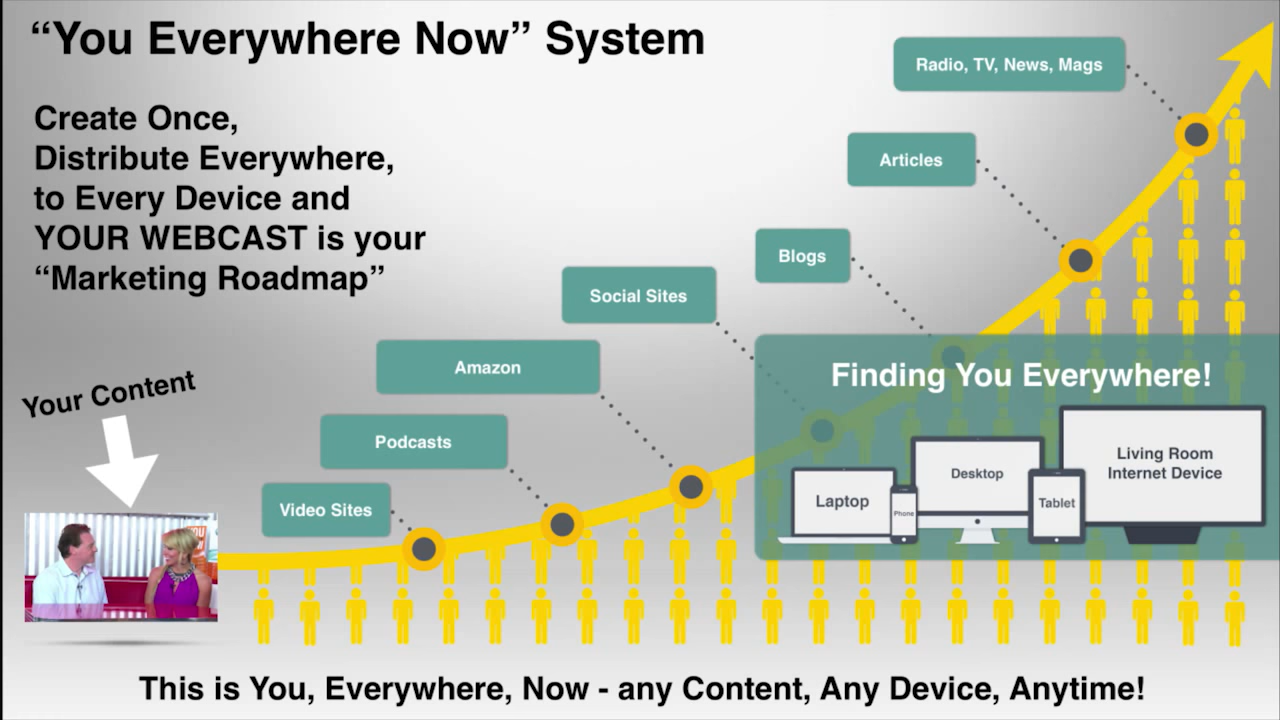 “You Everywhere Now” System
Create Once,
Distribute Everywhere,
to Every Device and
YOUR WEBCAST is your
“Marketing Roadmap”
Radio, TV, News, Mags
Articles
Blogs
Social Sites
Amazon
Podcasts
Video Sites
Your Content
Finding You Everywhere!
Laptop
Phone
Desktop
Tablet
Living Room
Internet Device
This is You, Everywhere, Now - any Content, Any Device, Anytime!